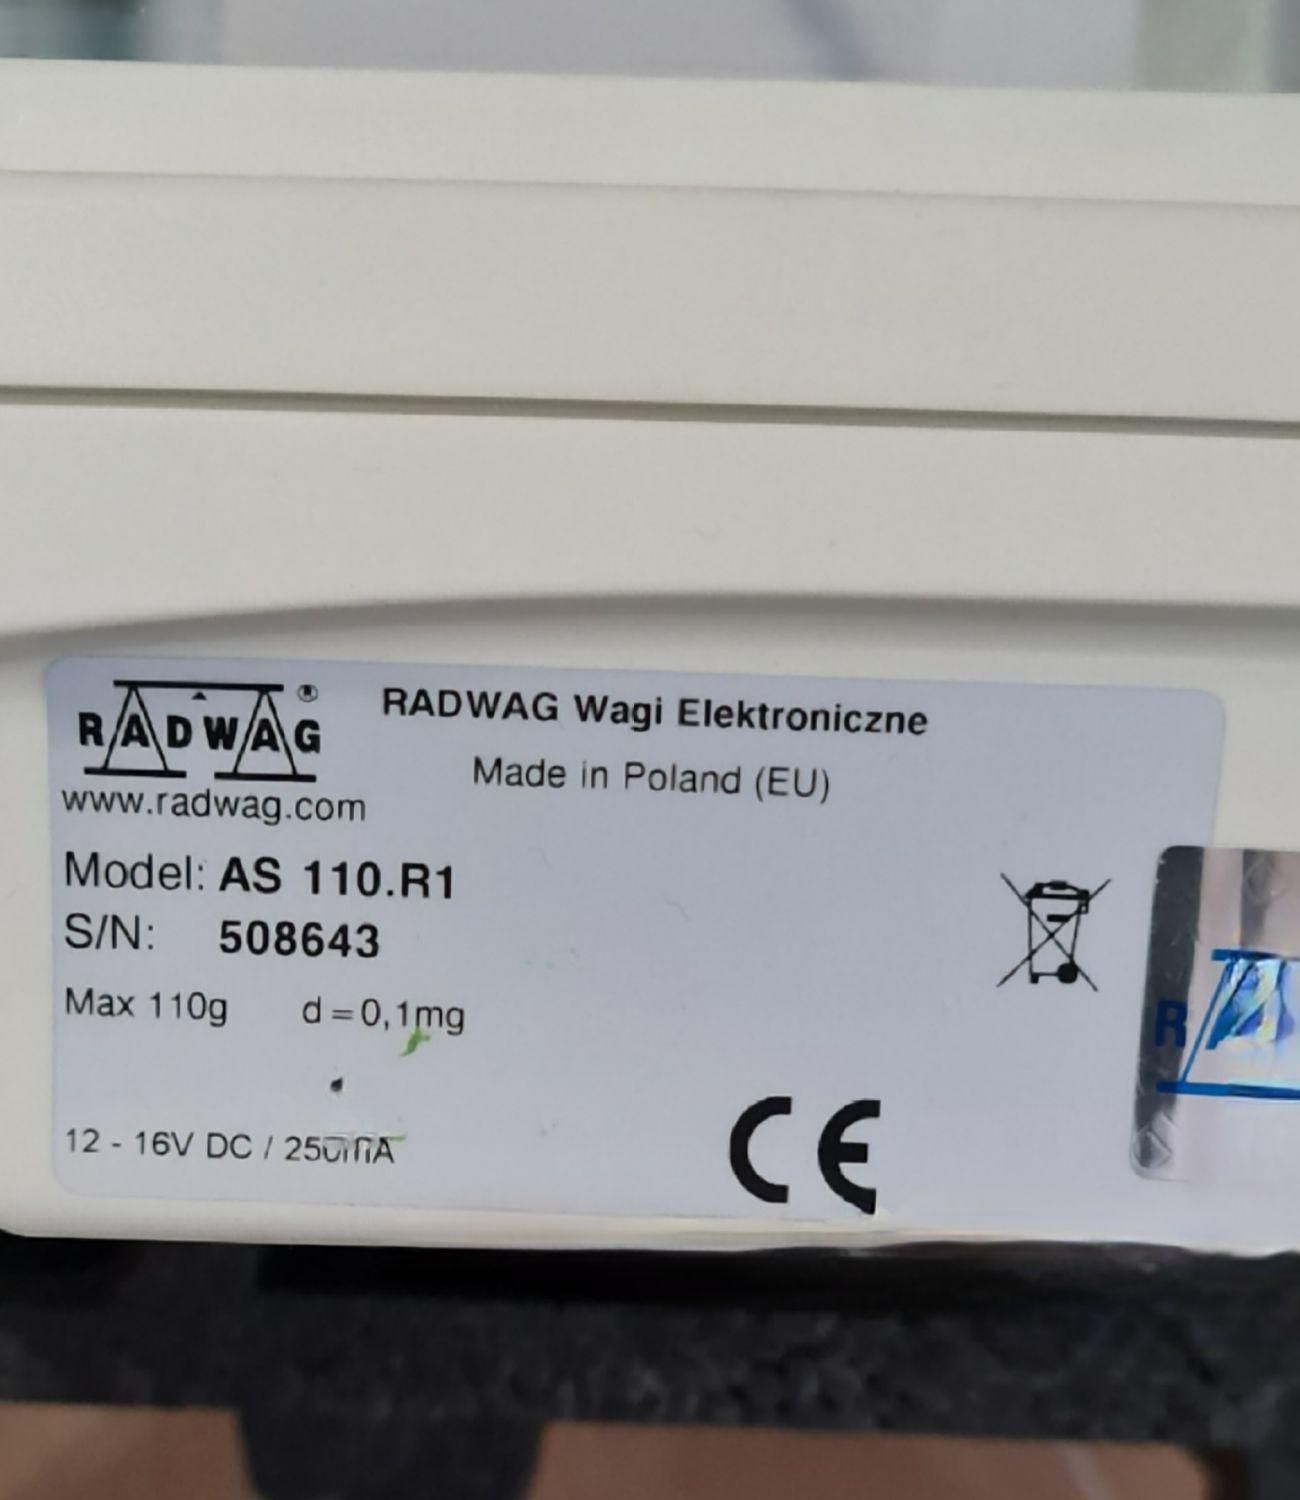 RADWAG®
RADWAG Wagi Elektroniczne
Made in Poland (EU)
www.radwag.com
Model: AS 110.R1
S/N: 508643
Max 110g d=0,1mg
12 - 16V DC / 250mA
CE
RA